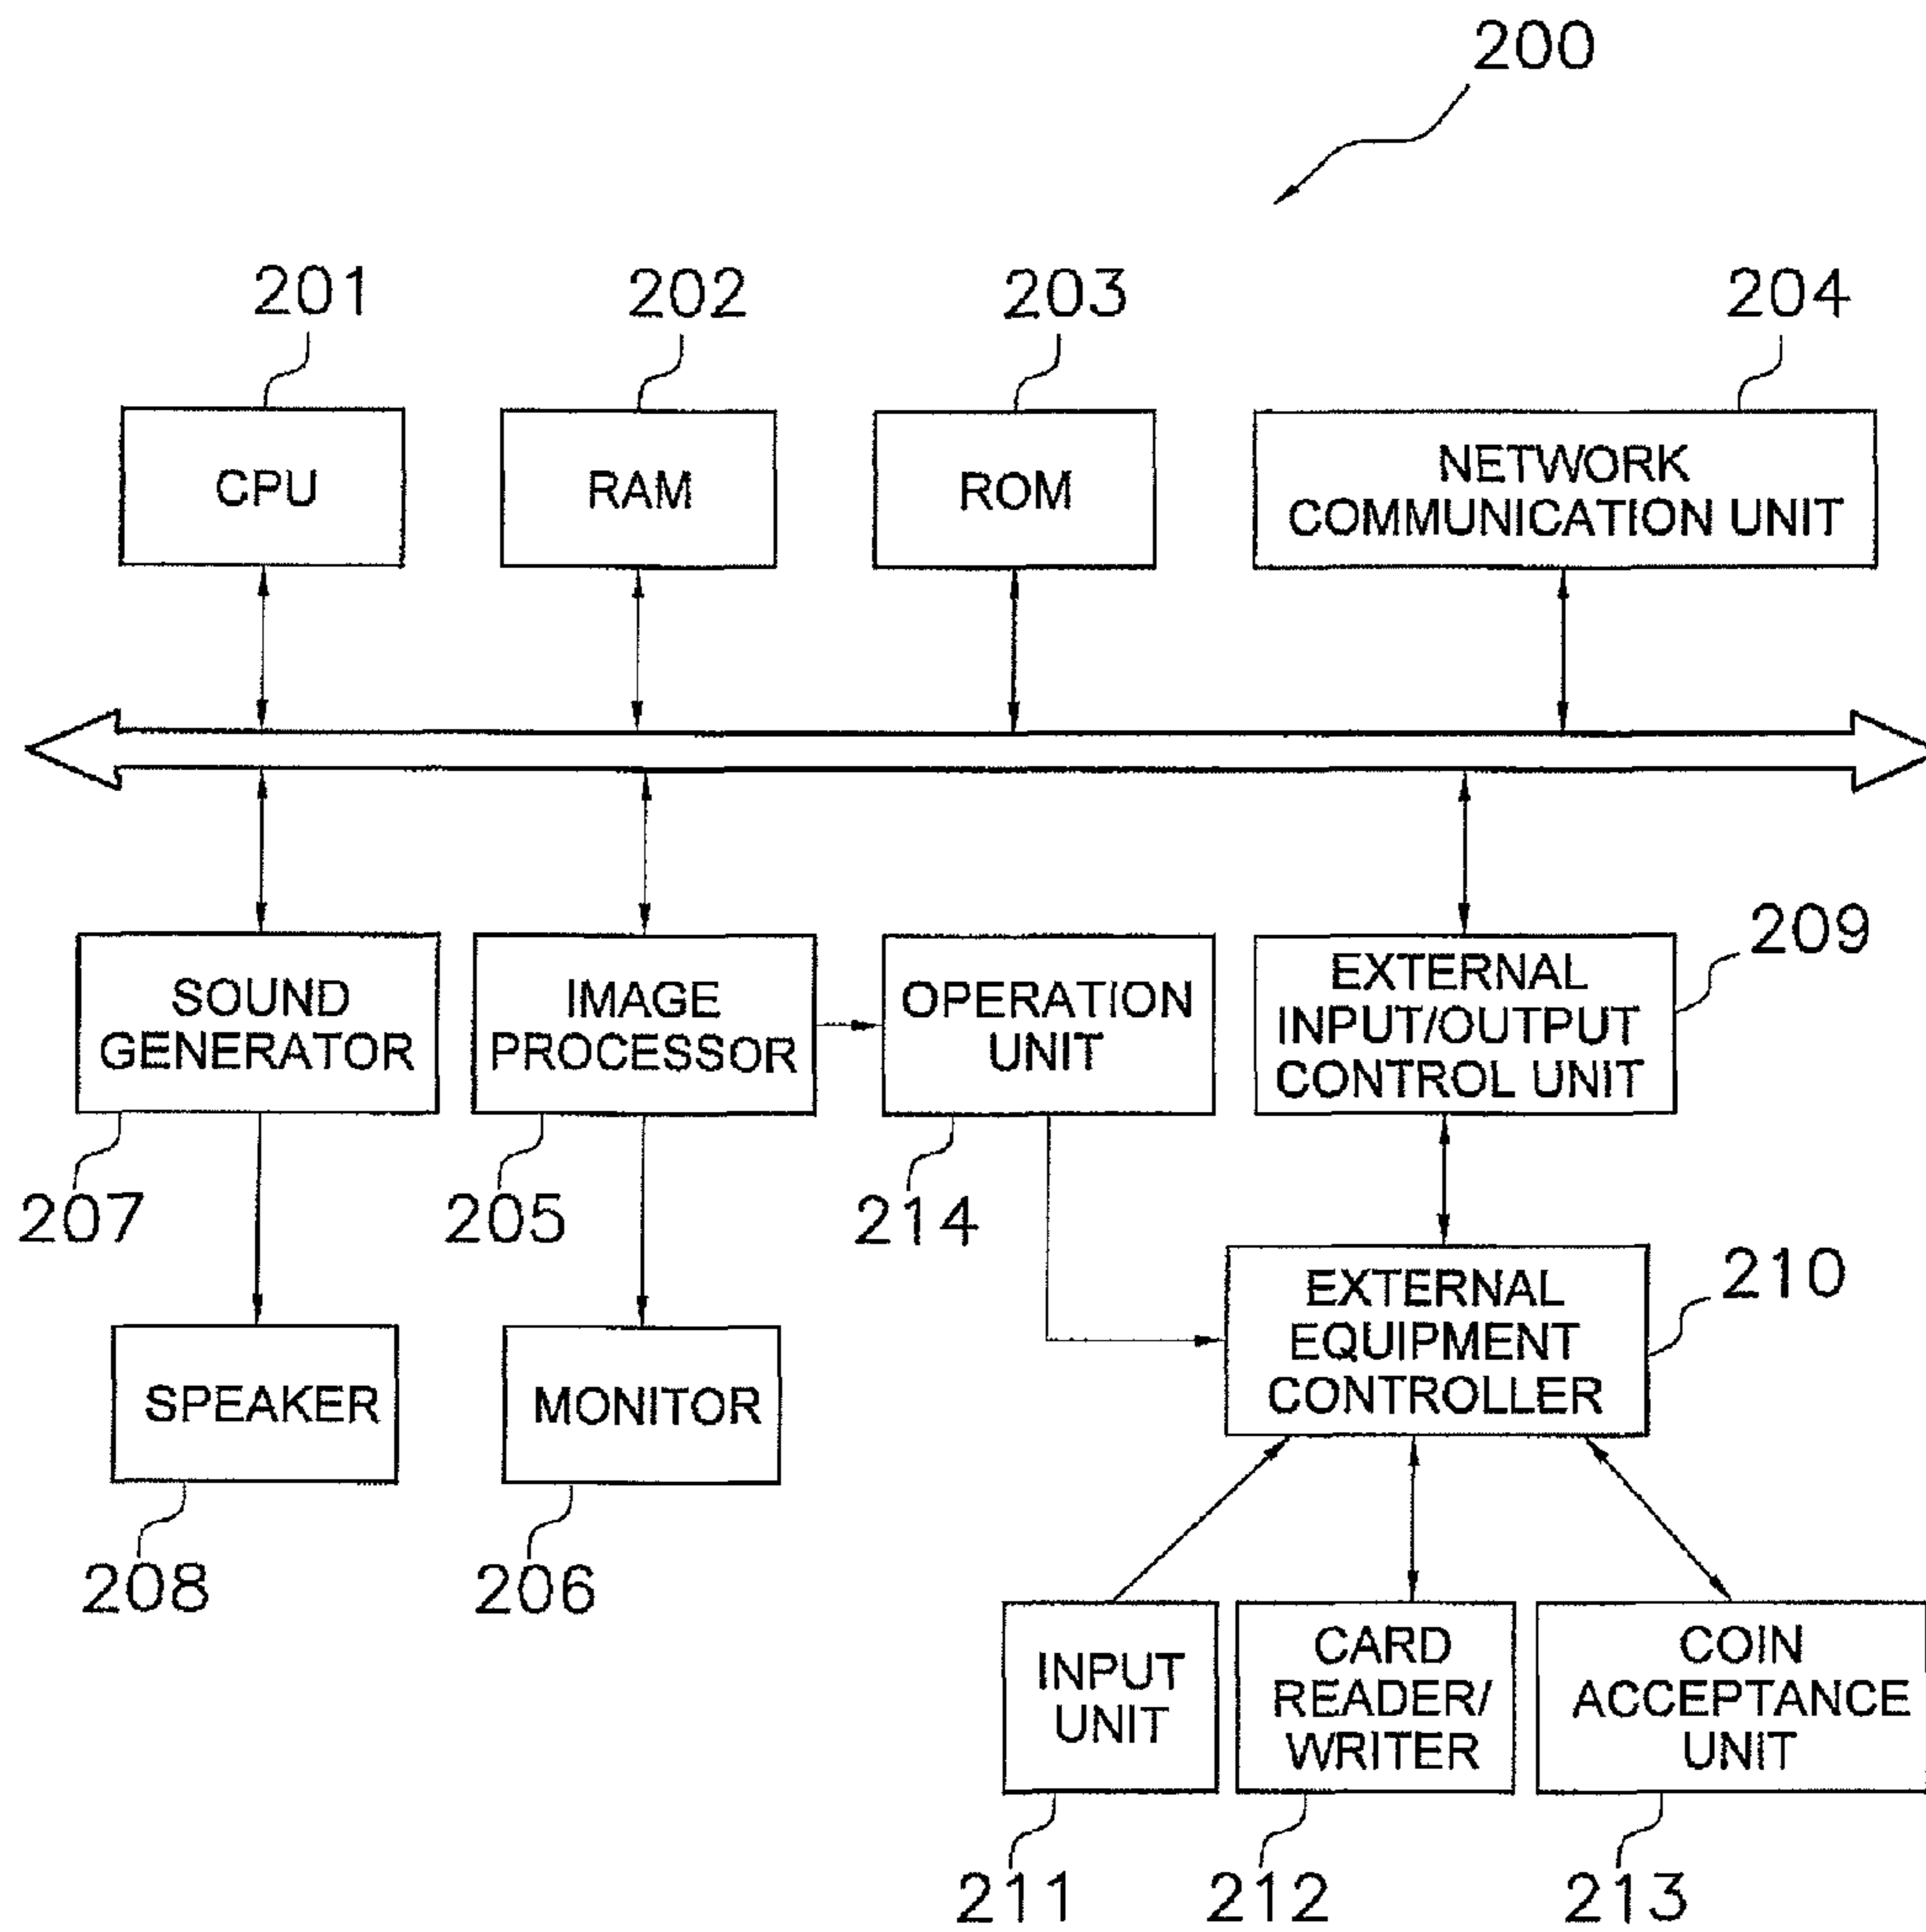 200
201
202
203
204
CPU
RAM
ROM
NETWORK
COMMUNICATION UNIT
SOUND
GENERATOR
IMAGE
PROCESSOR
OPERATION
UNIT
EXTERNAL
INPUT/OUTPUT
CONTROL UNIT
209
207
205
214
EXTERNAL
EQUIPMENT
CONTROLLER
210
SPEAKER
MONITOR
208
206
INPUT
UNIT
CARD
READER/
WRITER
COIN
ACCEPTANCE
UNIT
211
212
213